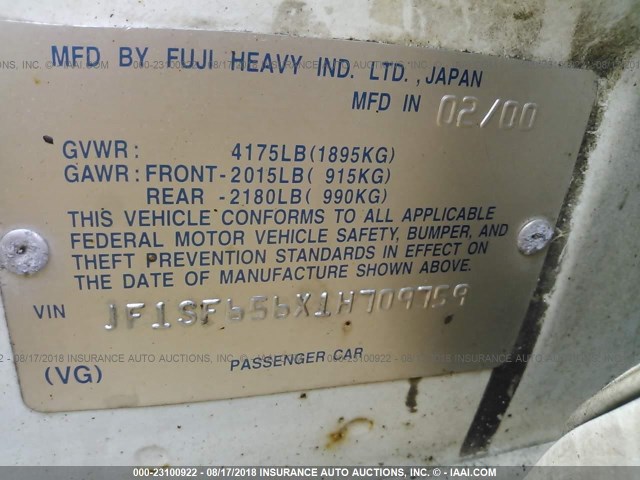 MFD BY FUJI HEAVY IND. LTD., JAPAN
MFD IN 02/00
GVWR: 4175LB(1895KG)
GAWR: FRONT-2015LB( 915KG)
REAR -2180LB( 990KG)
THIS VEHICLE CONFORMS TO ALL APPLICABLE
FEDERAL MOTOR VEHICLE SAFETY, BUMPER, AND
THEFT PREVENTION STANDARDS IN EFFECT ON
THE DATE OF MANUFACTURE SHOWN ABOVE.
VIN JF1SF656X1H709759
PASSENGER CAR
(VG)
000-23100922 - 08/17/2018 INSURANCE AUTO AUCTIONS, INC. - © - IAAI.COM